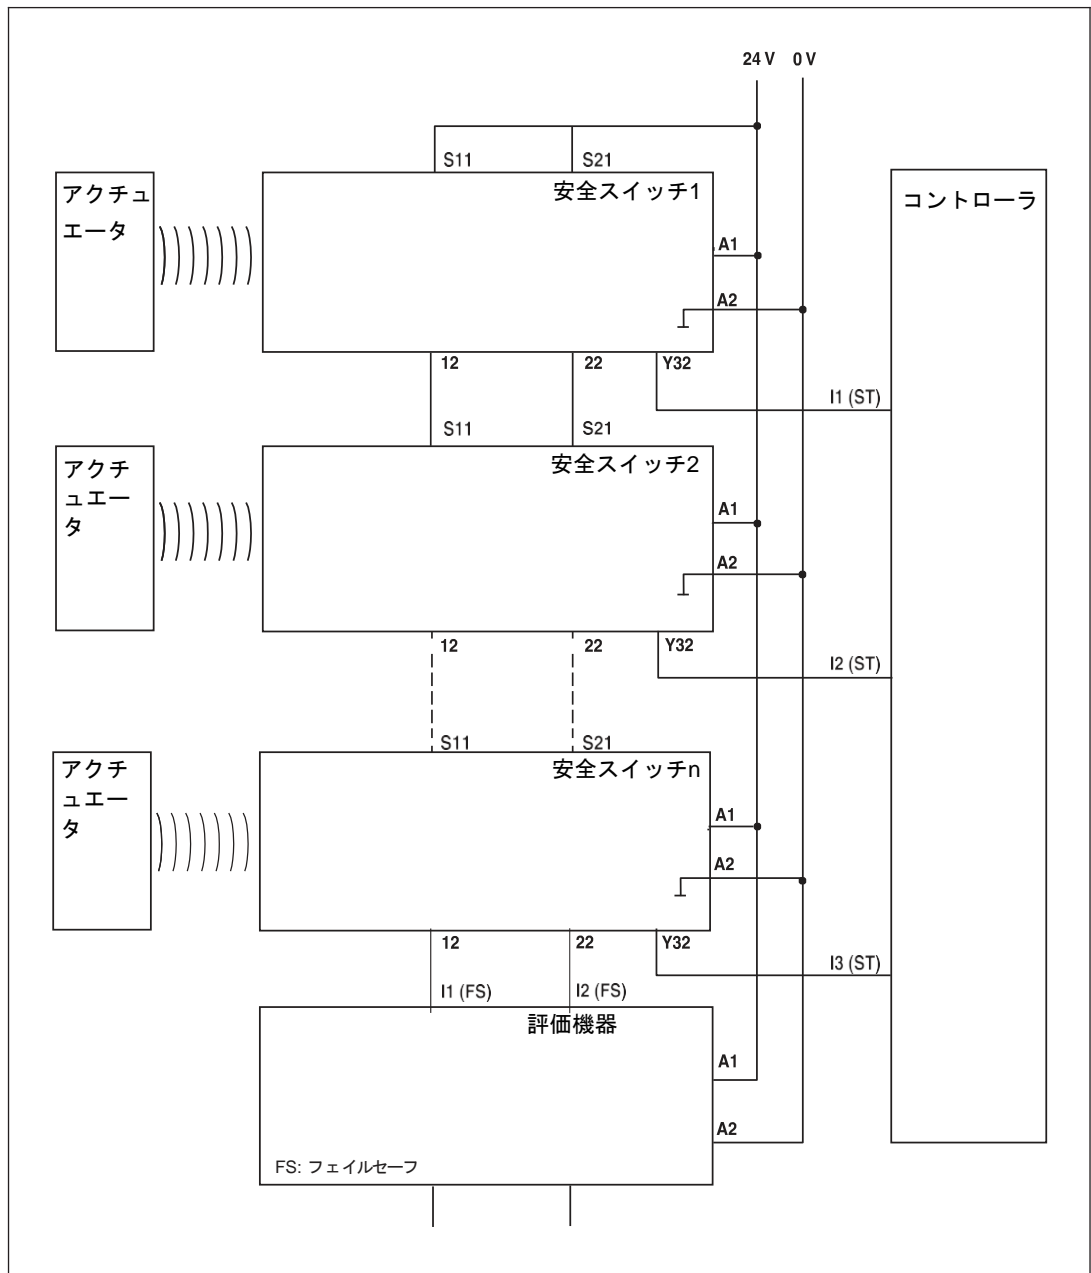 24 V 0 V
S11 S21
アクチュ
エータ
安全スイッチ1
コントローラ
A1
A2
12 22 Y32
I1 (ST)
S11 S21
アクチ
ュエー
タ
安全スイッチ2
A1
A2
12 22 Y32
I2 (ST)
S11 S21
アクチ
ュエー
タ
安全スイッチn
A1
A2
12 22 Y32
I3 (ST)
I1 (FS) I2 (FS)
評価機器
A1
A2
FS: フェイルセーフ